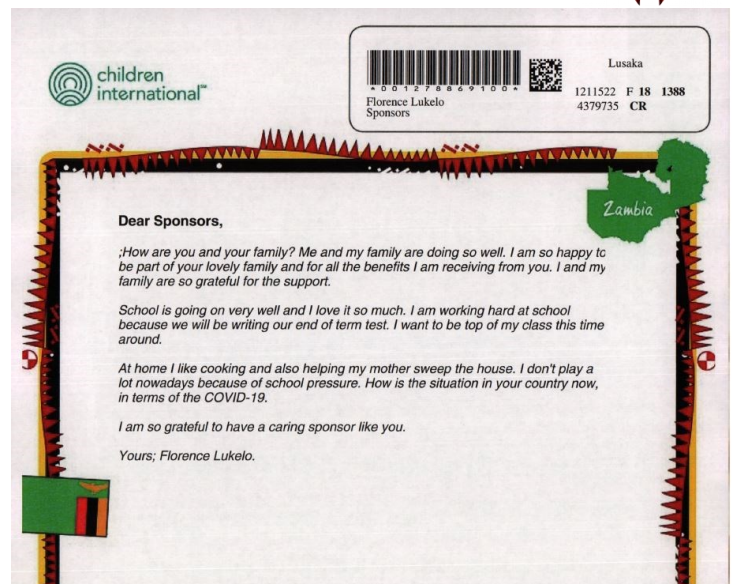 children
international™
*001278869100*
Florence Lukelo
Sponsors
Lusaka
1211522 F 18 1388
4379735 CR
Zambia
Dear Sponsors,
;How are you and your family? Me and my family are doing so well. I am so happy to
be part of your lovely family and for all the benefits I am receiving from you. I and my
family are so grateful for the support.
School is going on very well and I love it so much. I am working hard at school
because we will be writing our end of term test. I want to be top of my class this time
around.
At home I like cooking and also helping my mother sweep the house. I don't play a
lot nowadays because of school pressure. How is the situation in your country now,
in terms of the COVID-19.
I am so grateful to have a caring sponsor like you.
Yours; Florence Lukelo.